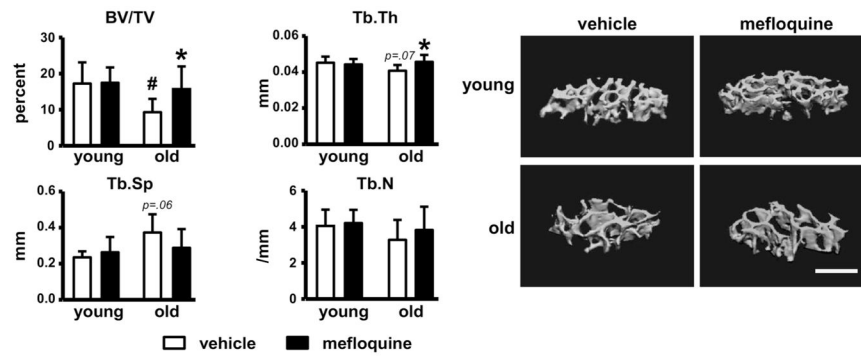 BV/TV
30
20
10
0
percent
#
*
young old
Tb.Th
0.06
0.04
0.02
0.00
mm
p=.07
*
young old
Tb.Sp
0.6
0.4
0.2
0.0
mm
p=.06
young old
Tb.N
6
4
2
0
/mm
young old
vehicle mefloquine
vehicle mefloquine
young
old